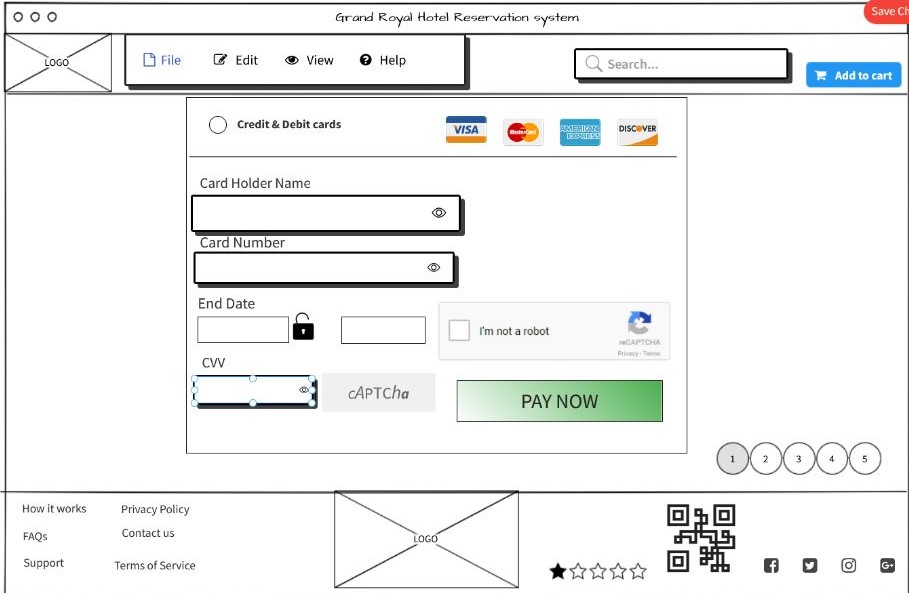 Grand Royal Hotel Reservation system
Save Ch
LOGO
File Edit View Help
Search...
Add to cart
Credit & Debit cards
VISA MasterCard AMERICAN EXPRESS DISCOVER
Card Holder Name
Card Number
End Date
I'm not a robot
reCAPTCHA
Privacy - Terms
CVV
cAPTCha
PAY NOW
1 2 3 4 5
How it works Privacy Policy
FAQs Contact us
Support Terms of Service
LOGO
G+